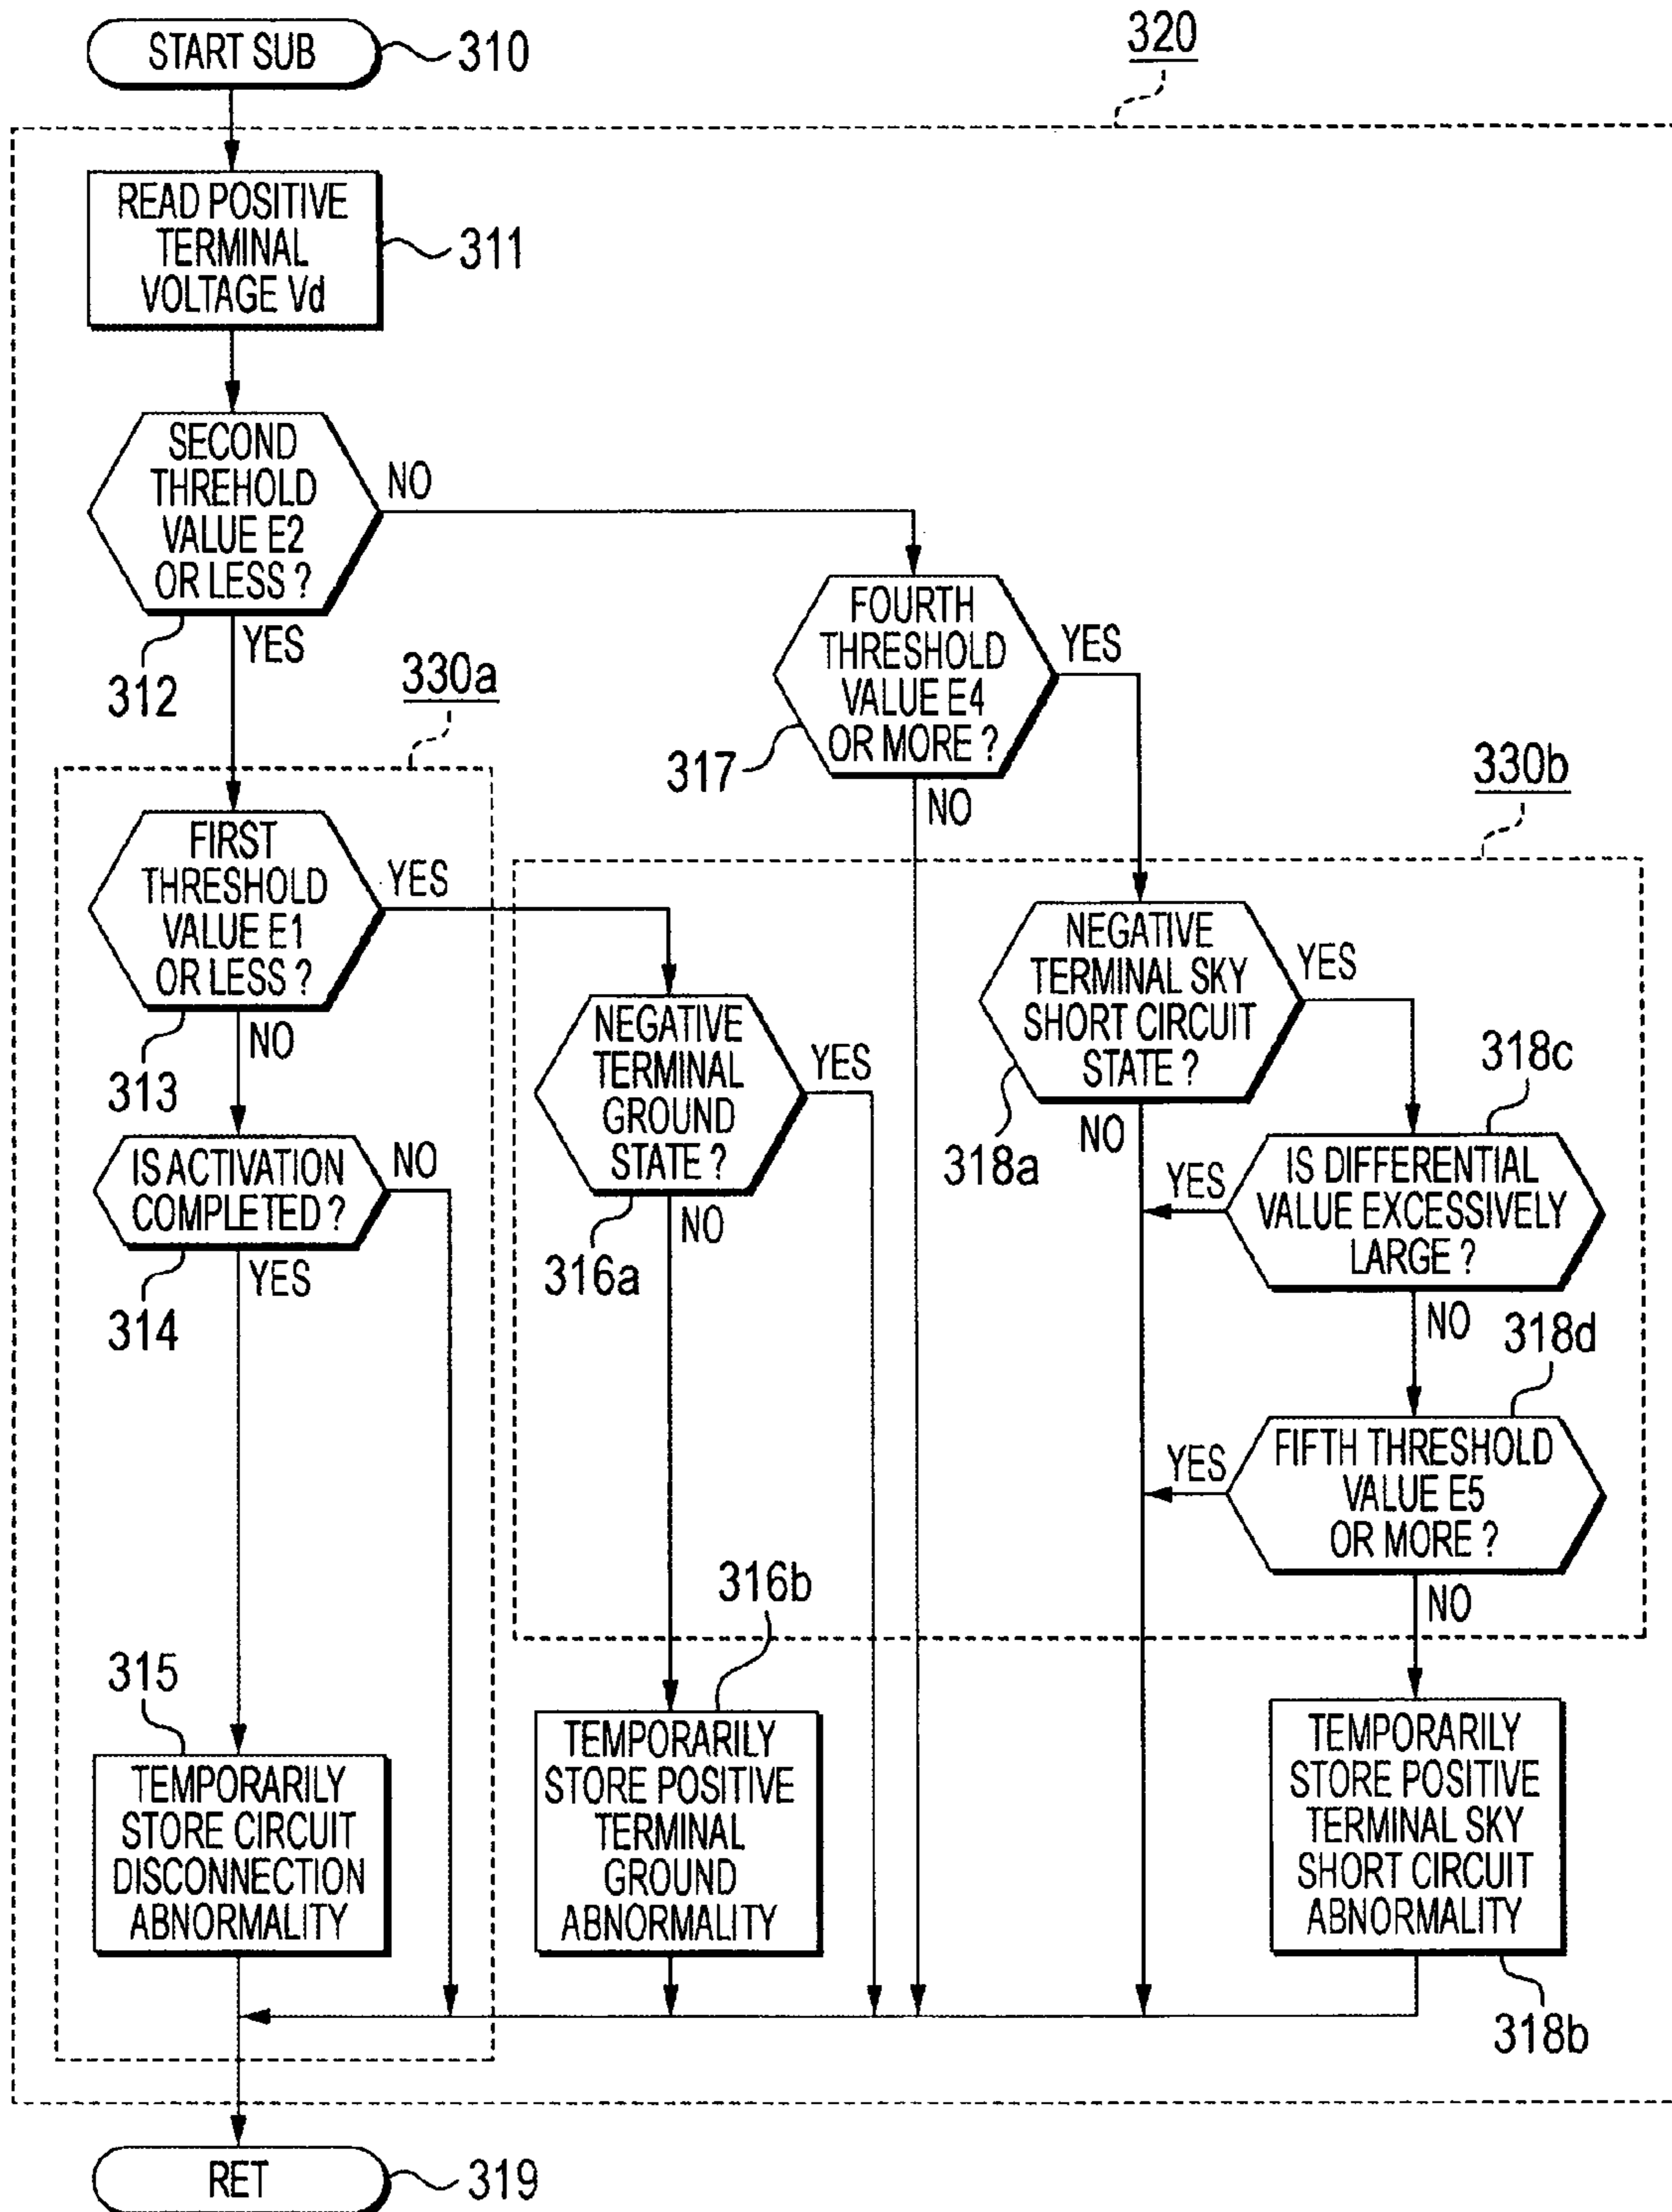 START SUB
310
320
READ POSITIVE
TERMINAL
VOLTAGE Vd
311
SECOND
THREHOLD
VALUE E2
OR LESS ?
NO
YES
312
FOURTH
THRESHOLD
VALUE E4
OR MORE ?
YES
NO
317
330a
330b
FIRST
THRESHOLD
VALUE E1
OR LESS ?
YES
NO
313
NEGATIVE
TERMINAL SKY
SHORT CIRCUIT
STATE ?
YES
NO
318a
NEGATIVE
TERMINAL
GROUND
STATE ?
YES
NO
316a
318c
IS DIFFERENTIAL
VALUE EXCESSIVELY
LARGE ?
YES
NO
IS ACTIVATION
COMPLETED ?
NO
YES
314
318d
FIFTH THRESHOLD
VALUE E5
OR MORE ?
YES
NO
315
TEMPORARILY
STORE CIRCUIT
DISCONNECTION
ABNORMALITY
316b
TEMPORARILY
STORE POSITIVE
TERMINAL
GROUND
ABNORMALITY
TEMPORARILY
STORE POSITIVE
TERMINAL SKY
SHORT CIRCUIT
ABNORMALITY
318b
RET
319